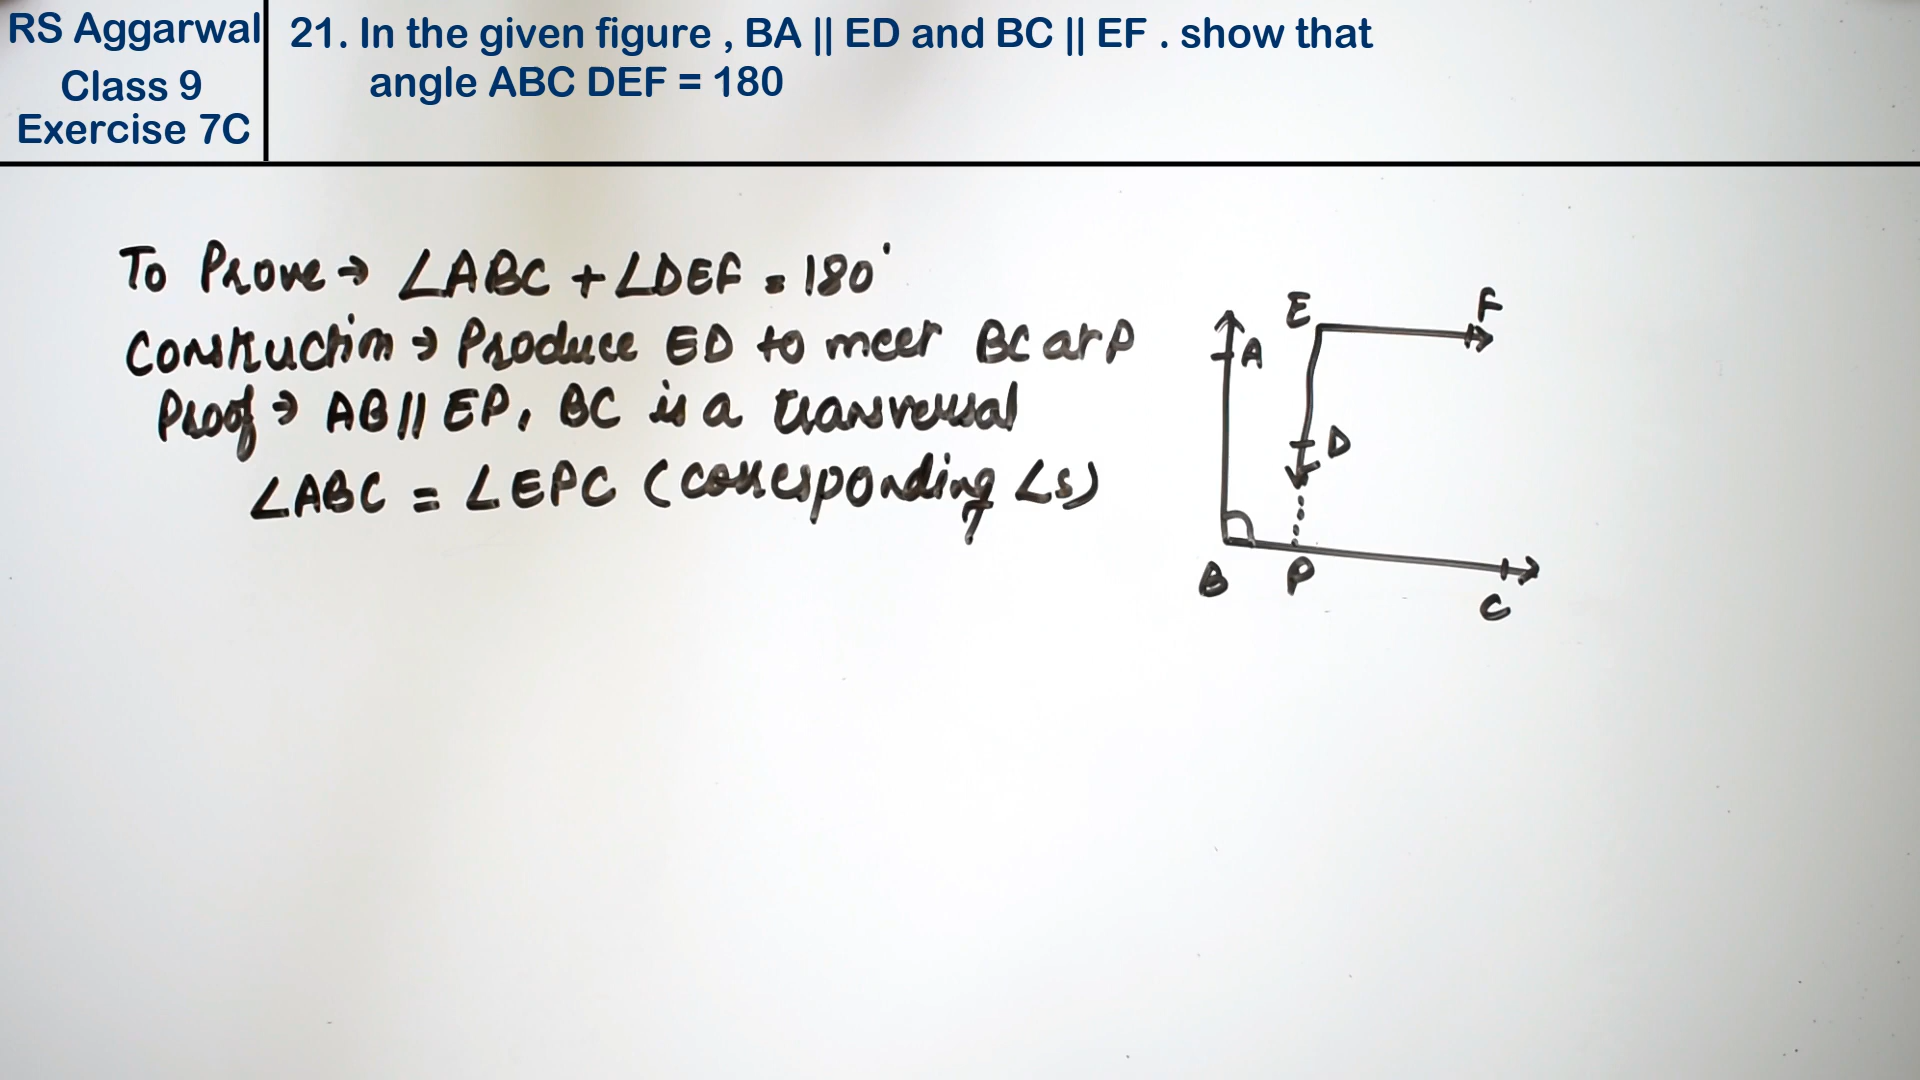 RS Aggarwal
Class 9
Exercise 7C
21. In the given figure , BA || ED and BC || EF . show that
angle ABC DEF = 180
To Prove → ∠ABC + ∠DEF = 180°
Construction → Produce ED to meet BC at P
Proof → AB || EP, BC is a transversal
∠ABC = ∠EPC (corresponding ∠s)
E
F
A
D
B
P
C